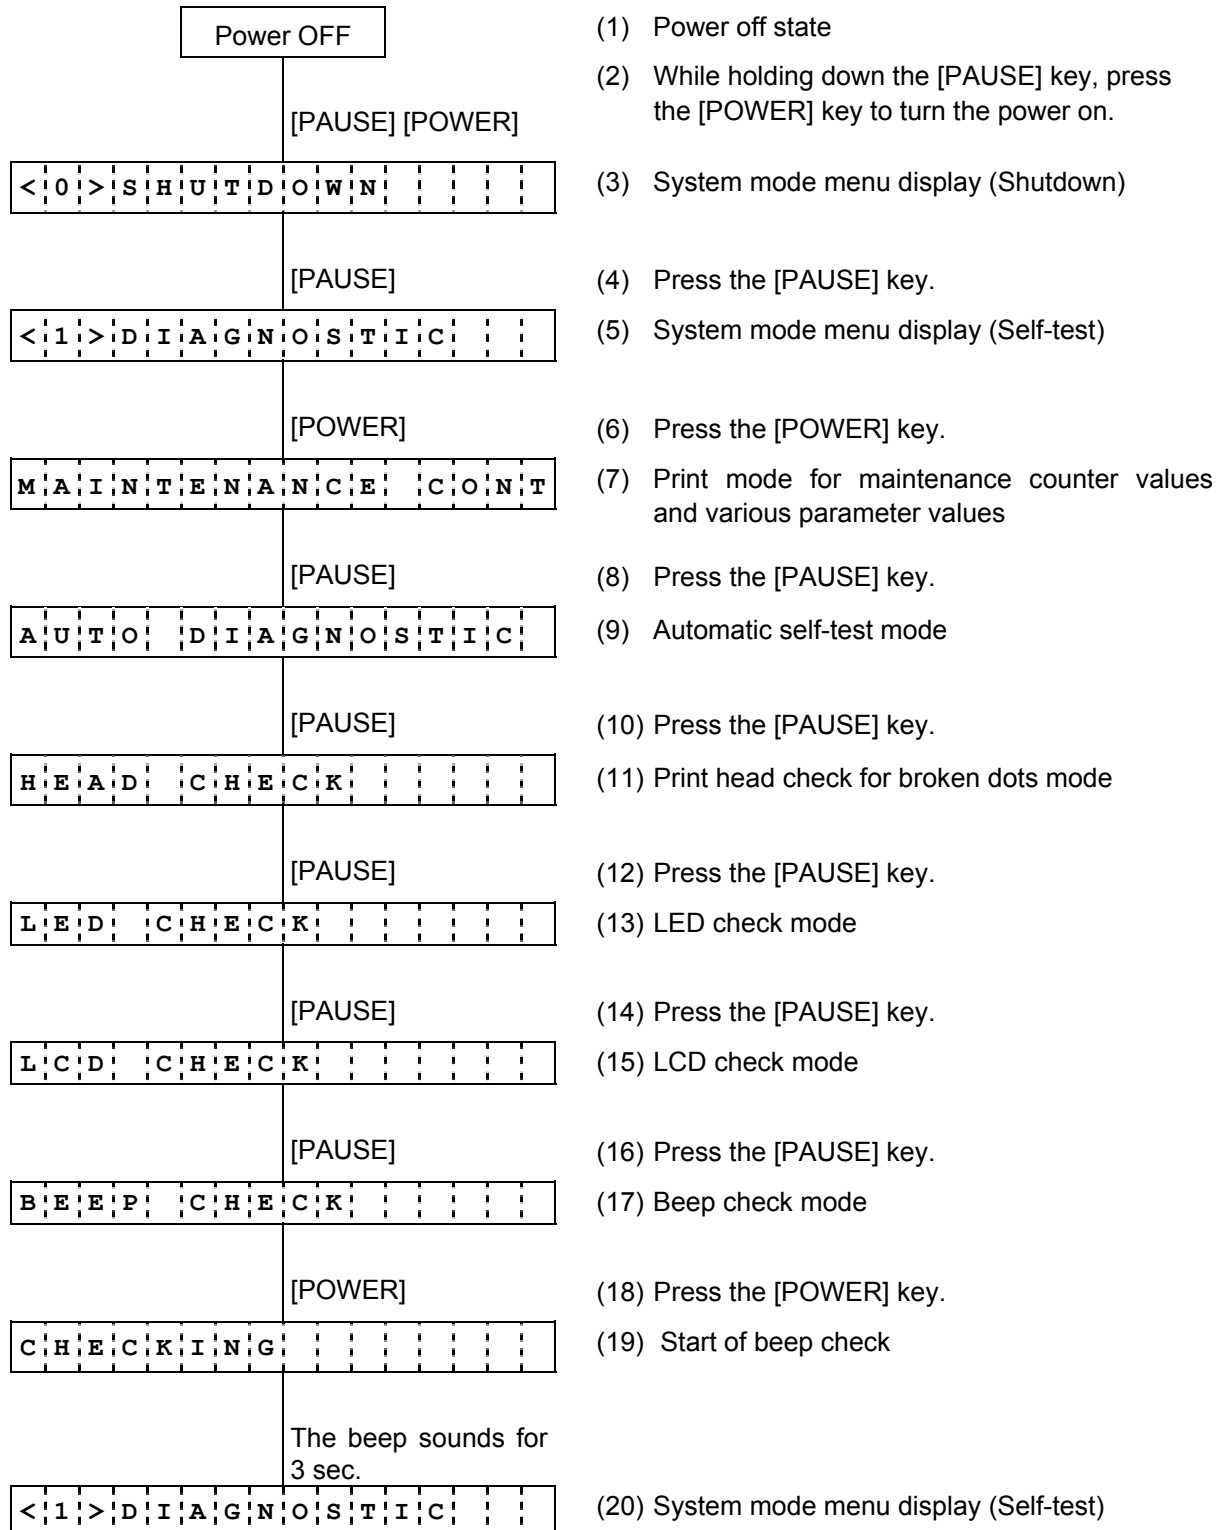 Power OFF
(1) Power off state
(2) While holding down the [PAUSE] key, press
the [POWER] key to turn the power on.
[PAUSE] [POWER]
<0>SHUTDOWN
(3) System mode menu display (Shutdown)
[PAUSE]
(4) Press the [PAUSE] key.
<1>DIAGNOSTIC
(5) System mode menu display (Self-test)
[POWER]
(6) Press the [POWER] key.
MAINTENANCE CONT
(7) Print mode for maintenance counter values
and various parameter values
[PAUSE]
(8) Press the [PAUSE] key.
AUTO DIAGNOSTIC
(9) Automatic self-test mode
[PAUSE]
(10) Press the [PAUSE] key.
HEAD CHECK
(11) Print head check for broken dots mode
[PAUSE]
(12) Press the [PAUSE] key.
LED CHECK
(13) LED check mode
[PAUSE]
(14) Press the [PAUSE] key.
LCD CHECK
(15) LCD check mode
[PAUSE]
(16) Press the [PAUSE] key.
BEEP CHECK
(17) Beep check mode
[POWER]
(18) Press the [POWER] key.
CHECKING
(19) Start of beep check
The beep sounds for
3 sec.
<1>DIAGNOSTIC
(20) System mode menu display (Self-test)